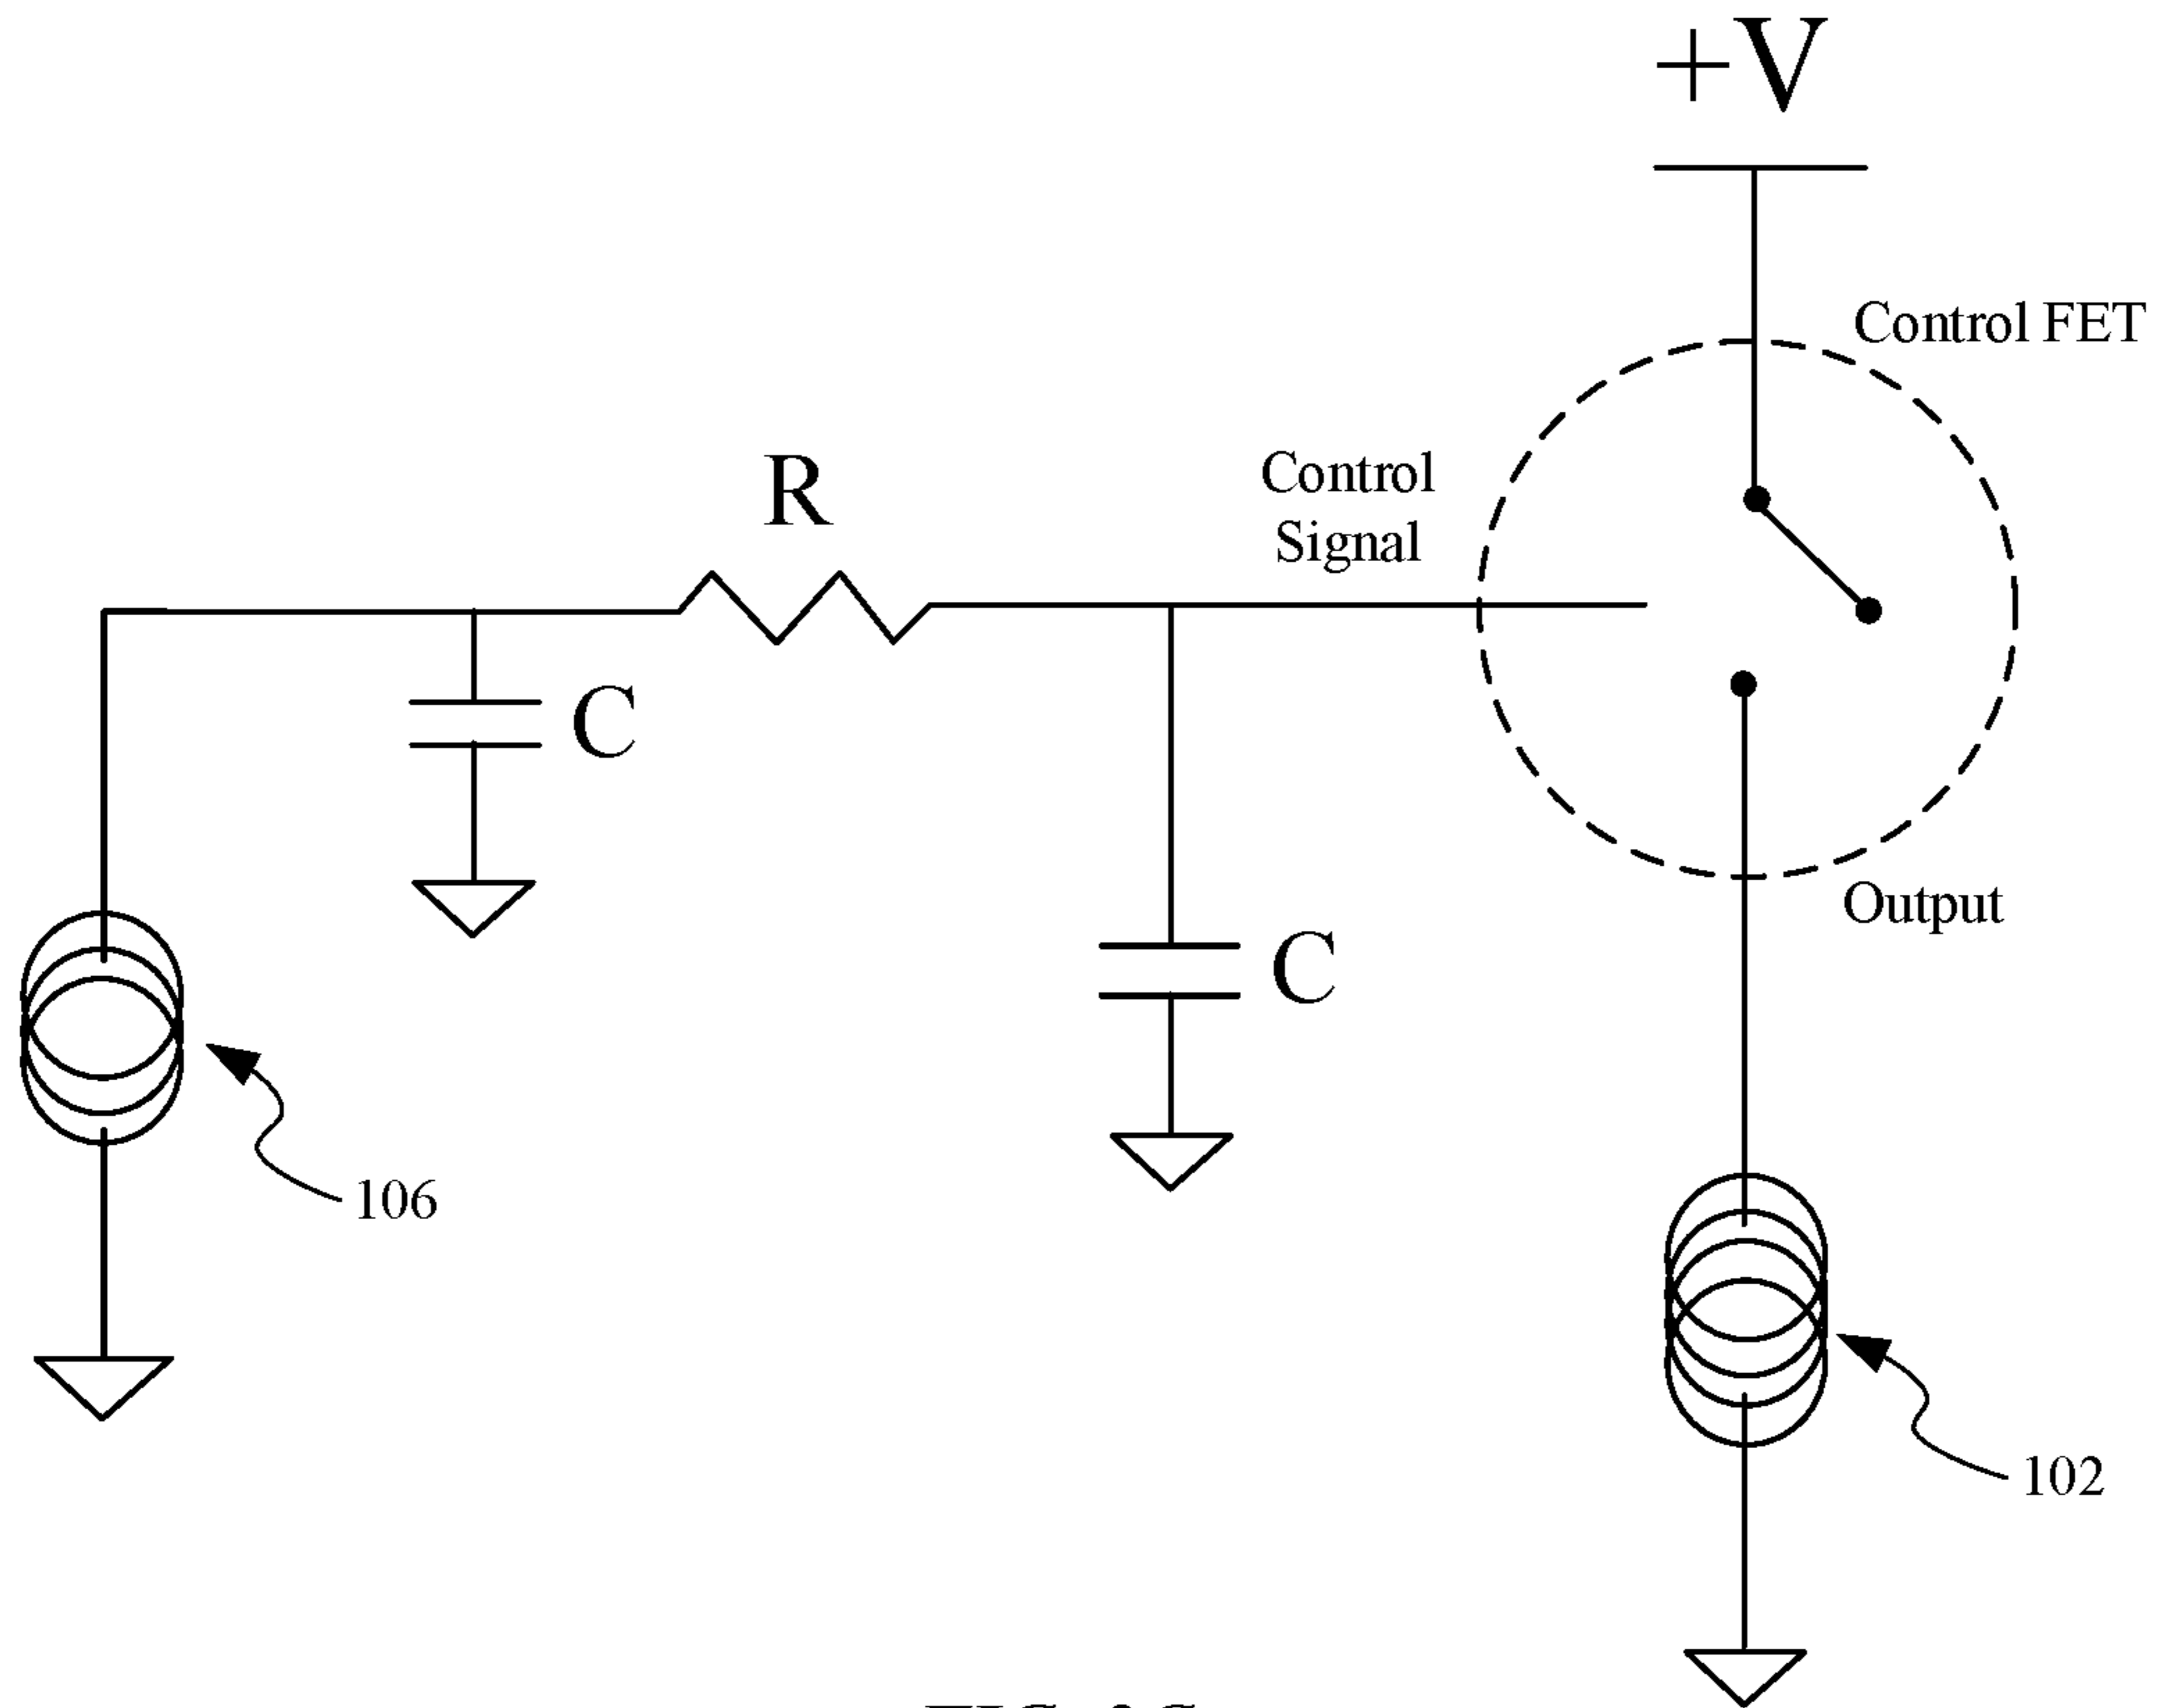 +V
Control FET
Control
Signal
R
C
Output
C
106
102